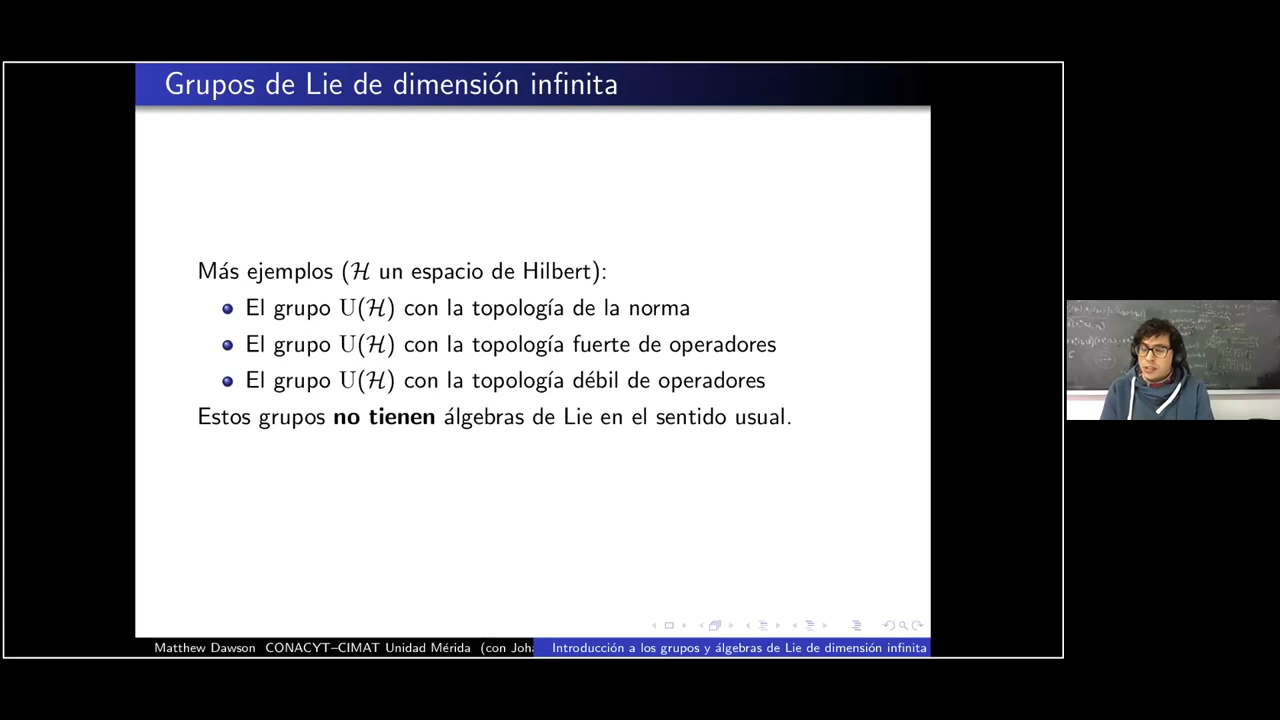 Grupos de Lie de dimensión infinita
Más ejemplos (ℋ un espacio de Hilbert):
El grupo U(ℋ) con la topología de la norma
El grupo U(ℋ) con la topología fuerte de operadores
El grupo U(ℋ) con la topología débil de operadores
Estos grupos no tienen álgebras de Lie en el sentido usual.
Matthew Dawson CONACYT–CIMAT Unidad Mérida (con Joh
Introducción a los grupos y álgebras de Lie de dimensión infinita